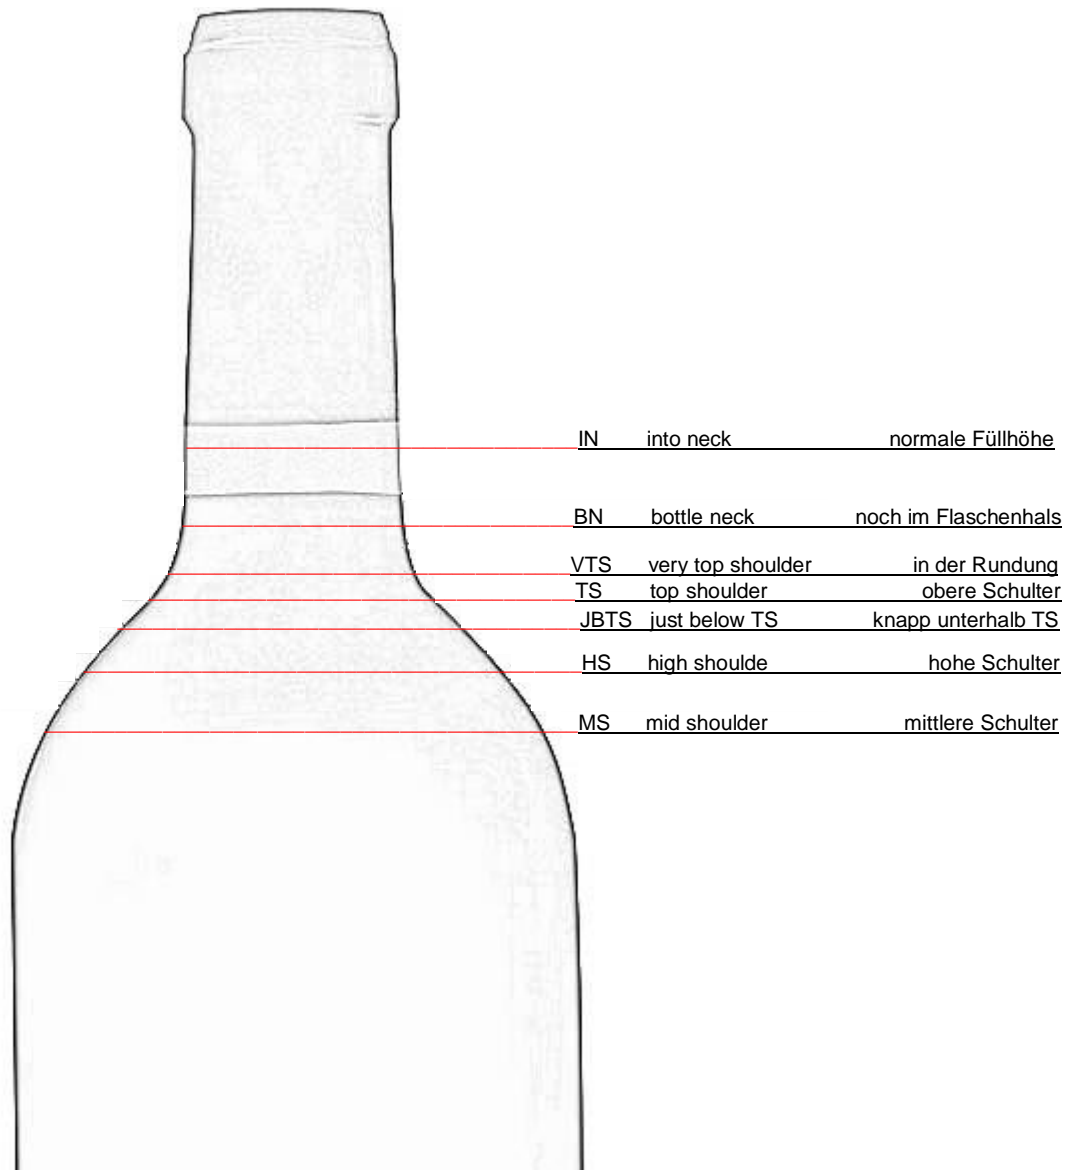 IN into neck normale Füllhöhe
BN bottle neck noch im Flaschenhals
VTS very top shoulder in der Rundung
TS top shoulder obere Schulter
JBTS just below TS knapp unterhalb TS
HS high shoulde hohe Schulter
MS mid shoulder mittlere Schulter